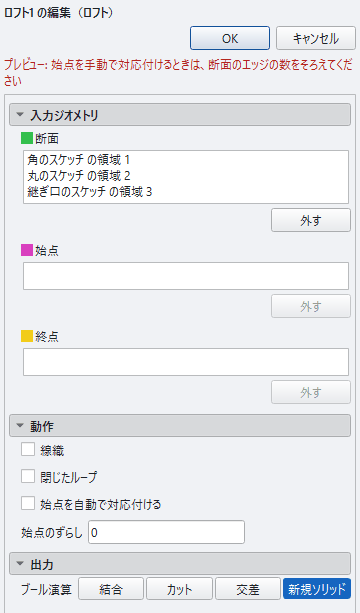 ロフト1 の編集（ロフト）
OK
キャンセル
プレビュー: 始点を手動で対応付けるときは、断面のエッジの数をそろえてく
ださい
入力ジオメトリ
断面
角のスケッチ の領域 1
丸のスケッチ の領域 2
継ぎ口のスケッチ の領域 3
外す
始点
外す
終点
外す
動作
線織
閉じたループ
始点を自動で対応付ける
始点のずらし 0
出力
ブール演算 結合 カット 交差 新規ソリッド